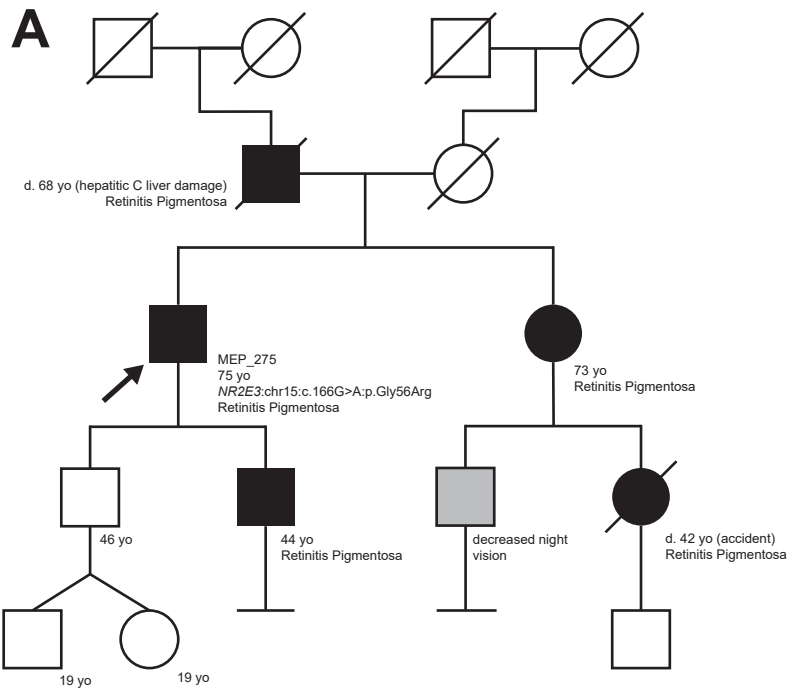 A
d. 68 yo (hepatitic C liver damage)
Retinitis Pigmentosa
MEP_275
75 yo
NR2E3:chr15:c.166G>A:p.Gly56Arg
Retinitis Pigmentosa
73 yo
Retinitis Pigmentosa
46 yo
44 yo
Retinitis Pigmentosa
decreased night
vision
d. 42 yo (accident)
Retinitis Pigmentosa
19 yo
19 yo